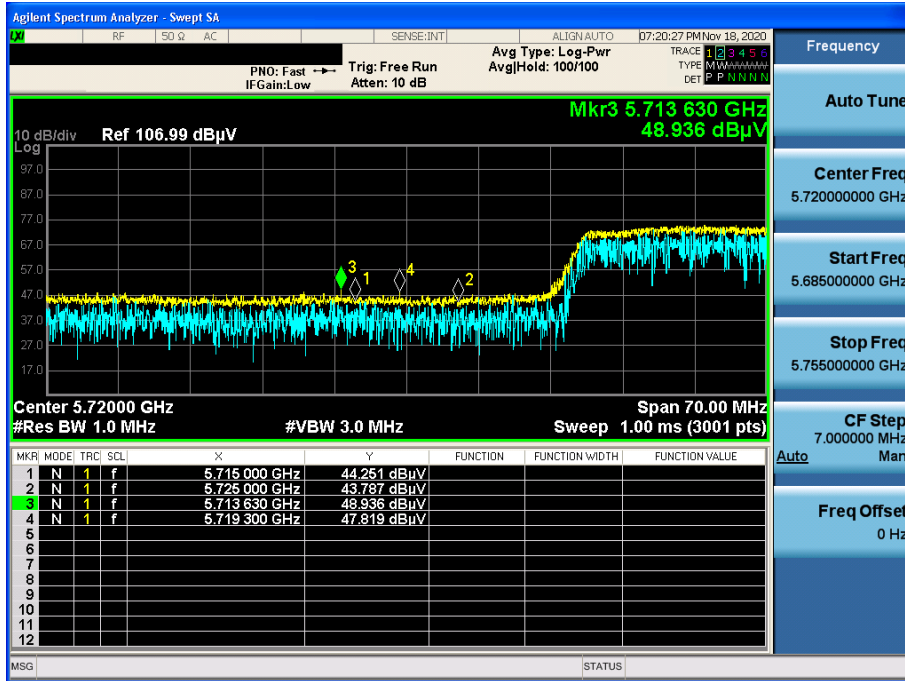 Agilent Spectrum Analyzer - Swept SA
LXI RF 50 Ω AC SENSE:INT ALIGNAUTO 07:20:27 PM Nov 18, 2020
PNO: Fast Trig: Free Run Avg Type: Log-Pwr TRACE 1 2 3 4 5 6
IFGain:Low Atten: 10 dB Avg|Hold: 100/100 TYPE M W W W W W
DET P P N N N N
Mkr3 5.713 630 GHz
48.936 dBµV
10 dB/div Ref 106.99 dBµV
Log
97.0
87.0
77.0
67.0
57.0
47.0
37.0
27.0
17.0
3
1
4
2
Center 5.72000 GHz Span 70.00 MHz
#Res BW 1.0 MHz #VBW 3.0 MHz Sweep 1.00 ms (3001 pts)
MKR MODE TRC SCL X Y FUNCTION FUNCTION WIDTH FUNCTION VALUE
1 N 1 f 5.715 000 GHz 44.251 dBµV
2 N 1 f 5.725 000 GHz 43.787 dBµV
3 N 1 f 5.713 630 GHz 48.936 dBµV
4 N 1 f 5.719 300 GHz 47.819 dBµV
5
6
7
8
9
10
11
12
MSG STATUS
Frequency
Auto Tune
Center Freq
5.720000000 GHz
Start Freq
5.685000000 GHz
Stop Freq
5.755000000 GHz
CF Step
7.000000 MHz
Auto Man
Freq Offset
0 Hz